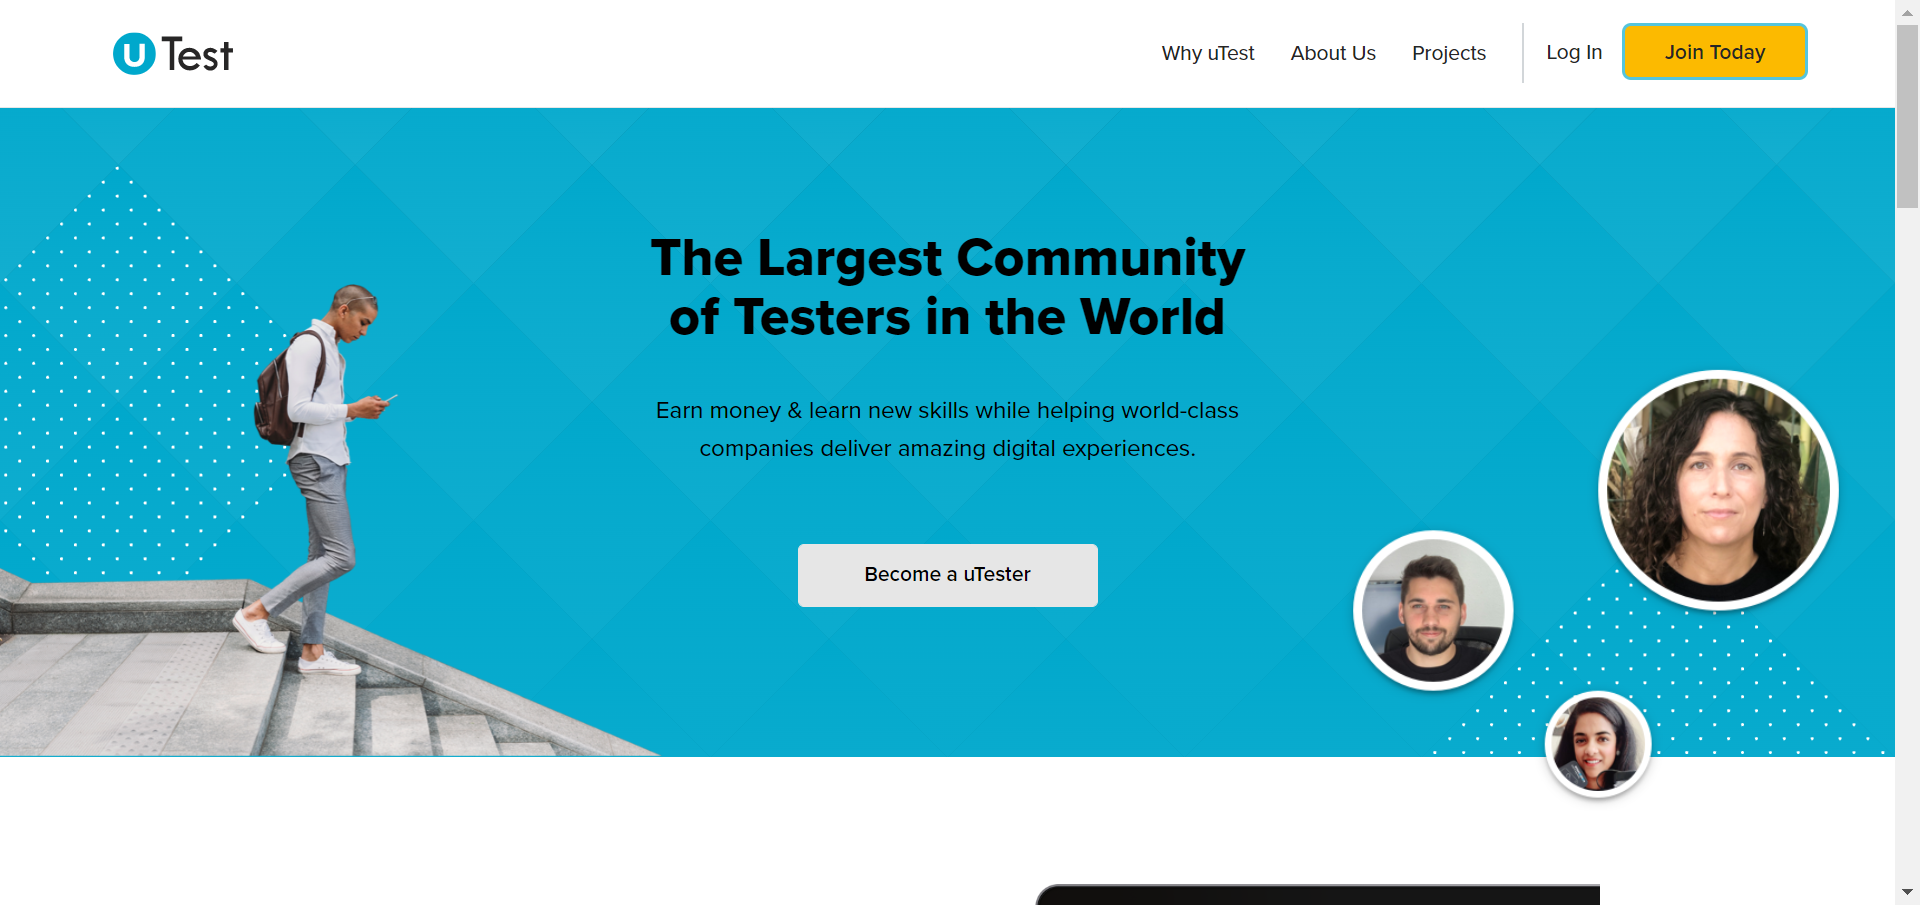 uTest
Why uTest
About Us
Projects
Log In
Join Today
The Largest Community
of Testers in the World
Earn money & learn new skills while helping world-class
companies deliver amazing digital experiences.
Become a uTester